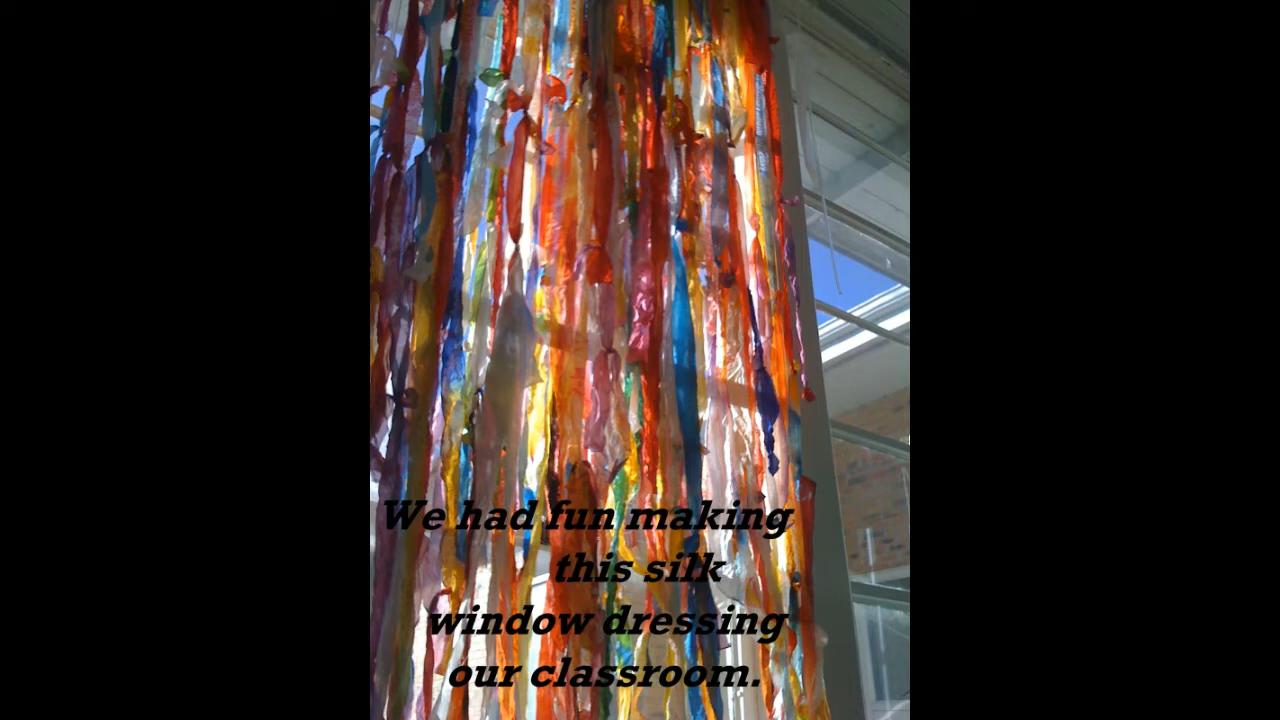 We had fun making
this silk
window dressing
our classroom.